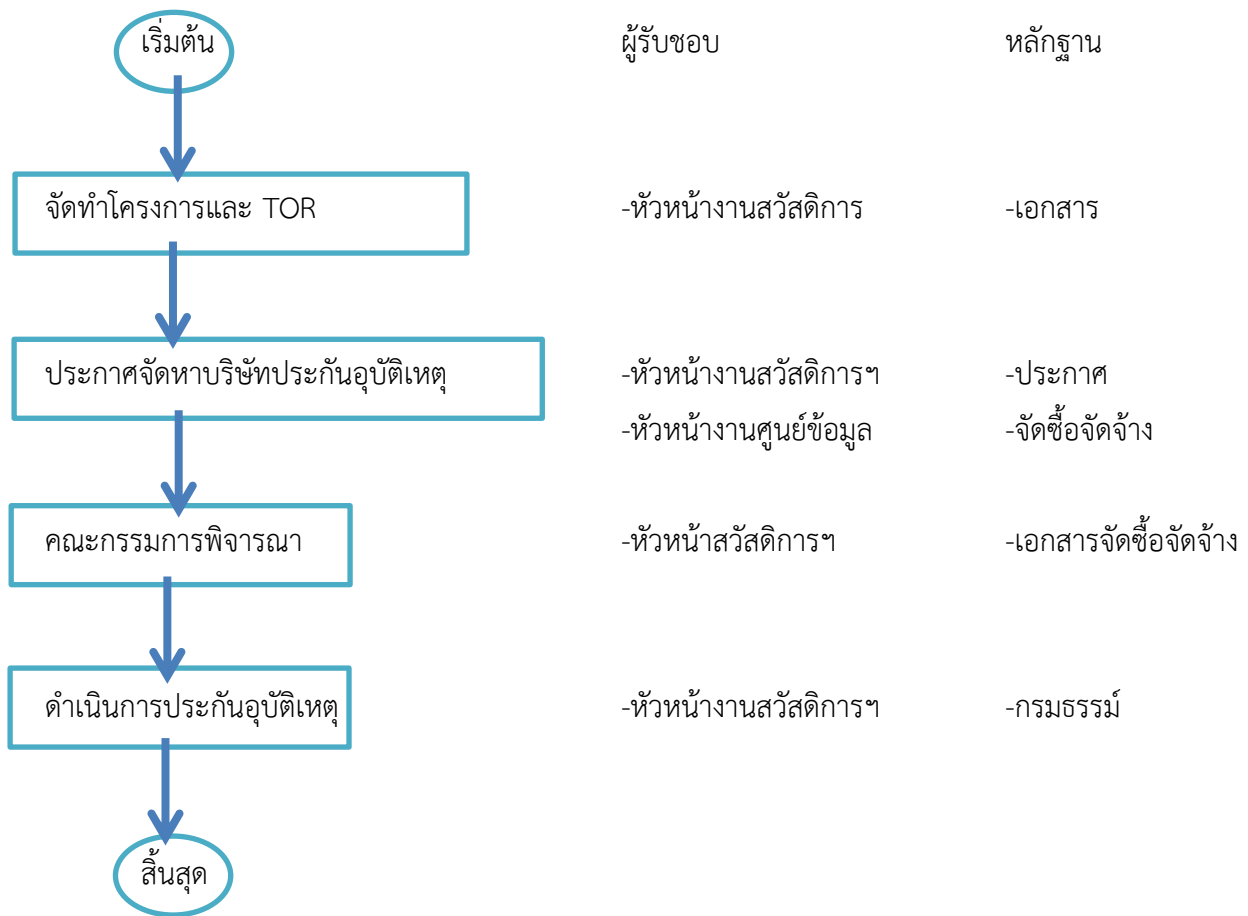 เริ่มต้น ผู้รับชอบ หลักฐาน
จัดทำโครงการและ TOR -หัวหน้างานสวัสดิการ -เอกสาร
ประกาศจัดหาบริษัทประกันอุบัติเหตุ -หัวหน้างานสวัสดิการฯ -ประกาศ
-หัวหน้างานศูนย์ข้อมูล -จัดซื้อจัดจ้าง
คณะกรรมการพิจารณา -หัวหน้าสวัสดิการฯ -เอกสารจัดซื้อจัดจ้าง
ดำเนินการประกันอุบัติเหตุ -หัวหน้างานสวัสดิการฯ -กรมธรรม์
สิ้นสุด